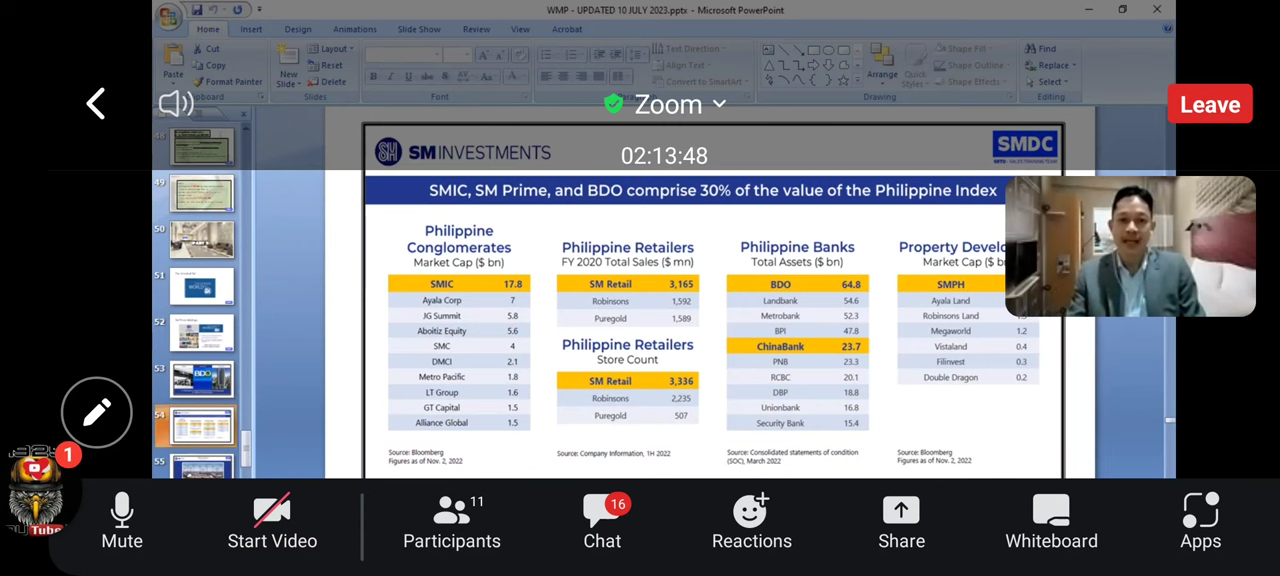 WMP - UPDATED 10 JULY 2023.pptx - Microsoft PowerPoint
Home Insert Design Animations Slide Show Review View Acrobat
Paste
Cut
Copy
Format Painter
New
Slide
Layout
Reset
Delete
Slides
Font
Text Direction
Align Text
Convert to SmartArt
Arrange
Quick
Styles
Shape Fill
Shape Outline
Shape Effects
Drawing
Find
Replace
Select
Editing
Zoom
Leave
02:13:48
48
49
50
51
52
53
54
55
SM INVESTMENTS
SMDC
SMIC, SM Prime, and BDO comprise 30% of the value of the Philippine Index
Philippine
Conglomerates
Market Cap ($ bn)
SMIC 17.8
Ayala Corp 7
JG Summit 5.8
Aboitiz Equity 5.6
SMC 4
DMCI 2.1
Metro Pacific 1.8
LT Group 1.6
GT Capital 1.5
Alliance Global 1.5
Source: Bloomberg
Figures as of Nov. 2, 2022
Philippine Retailers
FY 2020 Total Sales ($ mn)
SM Retail 3,165
Robinsons 1,592
Puregold 1,589
Philippine Retailers
Store Count
SM Retail 3,336
Robinsons 2,235
Puregold 507
Source: Company Information, 1H 2022
Philippine Banks
Total Assets ($ bn)
BDO 64.8
Landbank 54.6
Metrobank 52.3
BPI 47.8
ChinaBank 23.7
PNB 23.3
RCBC 20.1
DBP 18.8
Unionbank 16.8
Security Bank 15.4
Source: Consolidated statements of condition
(SOC), March 2022
Property Develo
Market Cap ($ b
SMPH
Ayala Land
Robinsons Land
Megaworld 1.2
Vistaland 0.4
Filinvest 0.3
Double Dragon 0.2
Source: Bloomberg
Figures as of Nov. 2, 2022
1
11
16
Mute
Start Video
Participants
Chat
Reactions
Share
Whiteboard
Apps